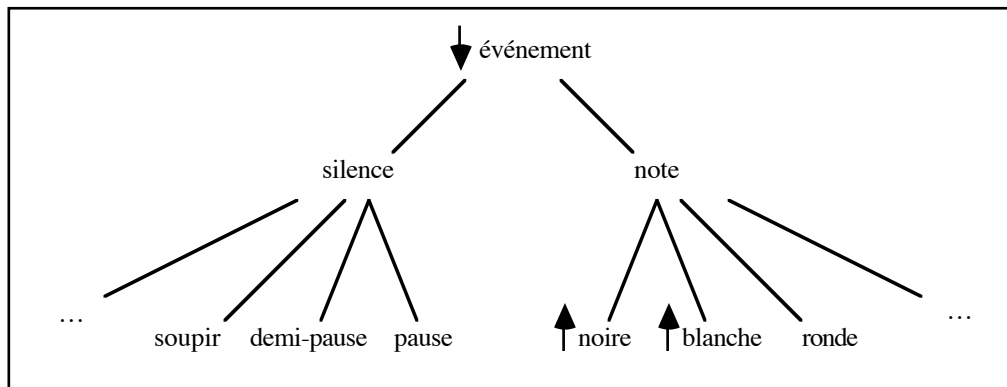 événement
silence note
... soupir demi-pause pause noire blanche ronde ...